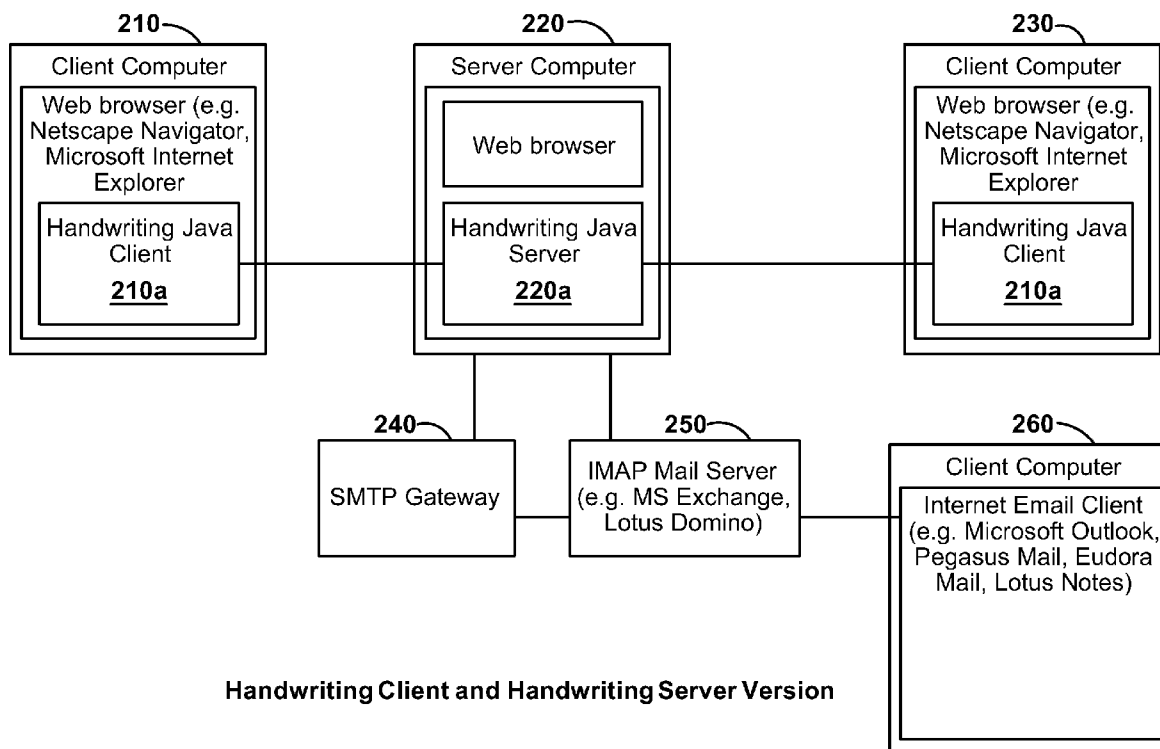 210
Client Computer
Web browser (e.g.
Netscape Navigator,
Microsoft Internet
Explorer
Handwriting Java
Client
210a
220
Server Computer
Web browser
Handwriting Java
Server
220a
230
Client Computer
Web browser (e.g.
Netscape Navigator,
Microsoft Internet
Explorer
Handwriting Java
Client
210a
240
SMTP Gateway
250
IMAP Mail Server
(e.g. MS Exchange,
Lotus Domino)
260
Client Computer
Internet Email Client
(e.g. Microsoft Outlook,
Pegasus Mail, Eudora
Mail, Lotus Notes)
Handwriting Client and Handwriting Server Version